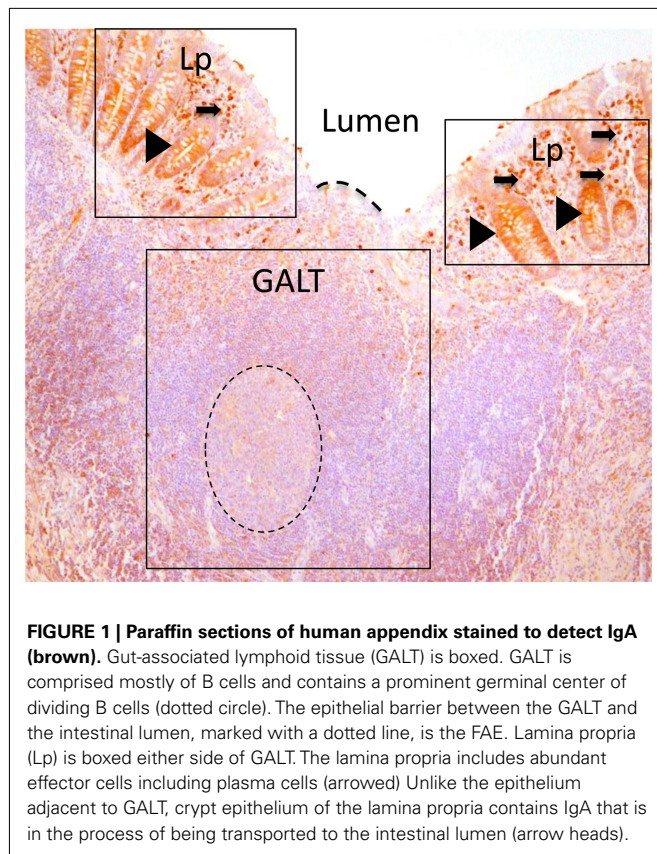 Lp
Lumen
Lp
GALT
FIGURE 1 | Paraffin sections of human appendix stained to detect IgA
(brown). Gut-associated lymphoid tissue (GALT) is boxed. GALT is
comprised mostly of B cells and contains a prominent germinal center of
dividing B cells (dotted circle). The epithelial barrier between the GALT and
the intestinal lumen, marked with a dotted line, is the FAE. Lamina propria
(Lp) is boxed either side of GALT. The lamina propria includes abundant
effector cells including plasma cells (arrowed) Unlike the epithelium
adjacent to GALT, crypt epithelium of the lamina propria contains IgA that is
in the process of being transported to the intestinal lumen (arrow heads).